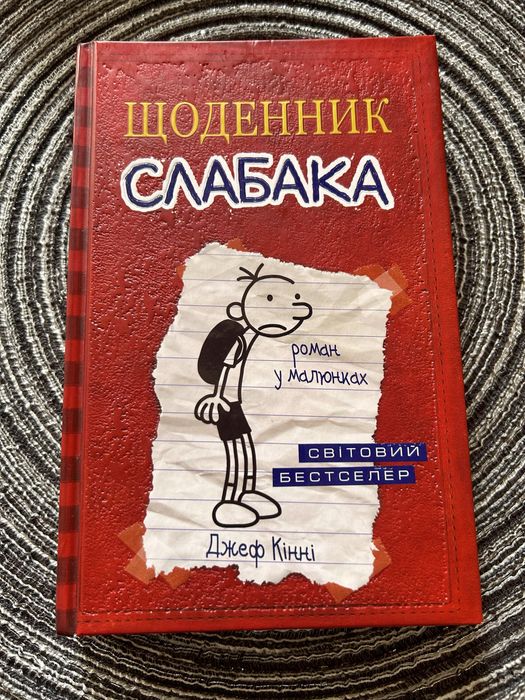 ЩОДЕННИК
СЛАБАКА
роман
у малюнках
СВІТОВИЙ
БЕСТСЕЛЕР
Джеф Кінні